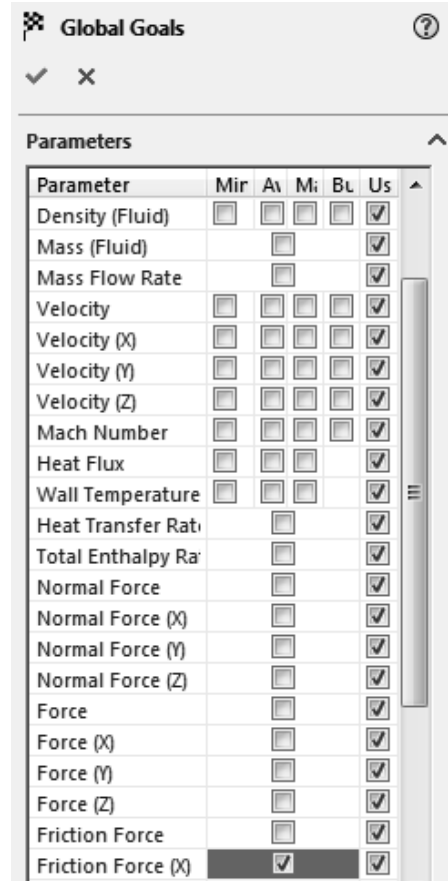 Global Goals
Parameters
Parameter Mir Av Ma Bu Us
Density (Fluid)
Mass (Fluid)
Mass Flow Rate
Velocity
Velocity (X)
Velocity (Y)
Velocity (Z)
Mach Number
Heat Flux
Wall Temperature
Heat Transfer Rat
Total Enthalpy Ra
Normal Force
Normal Force (X)
Normal Force (Y)
Normal Force (Z)
Force
Force (X)
Force (Y)
Force (Z)
Friction Force
Friction Force (X)